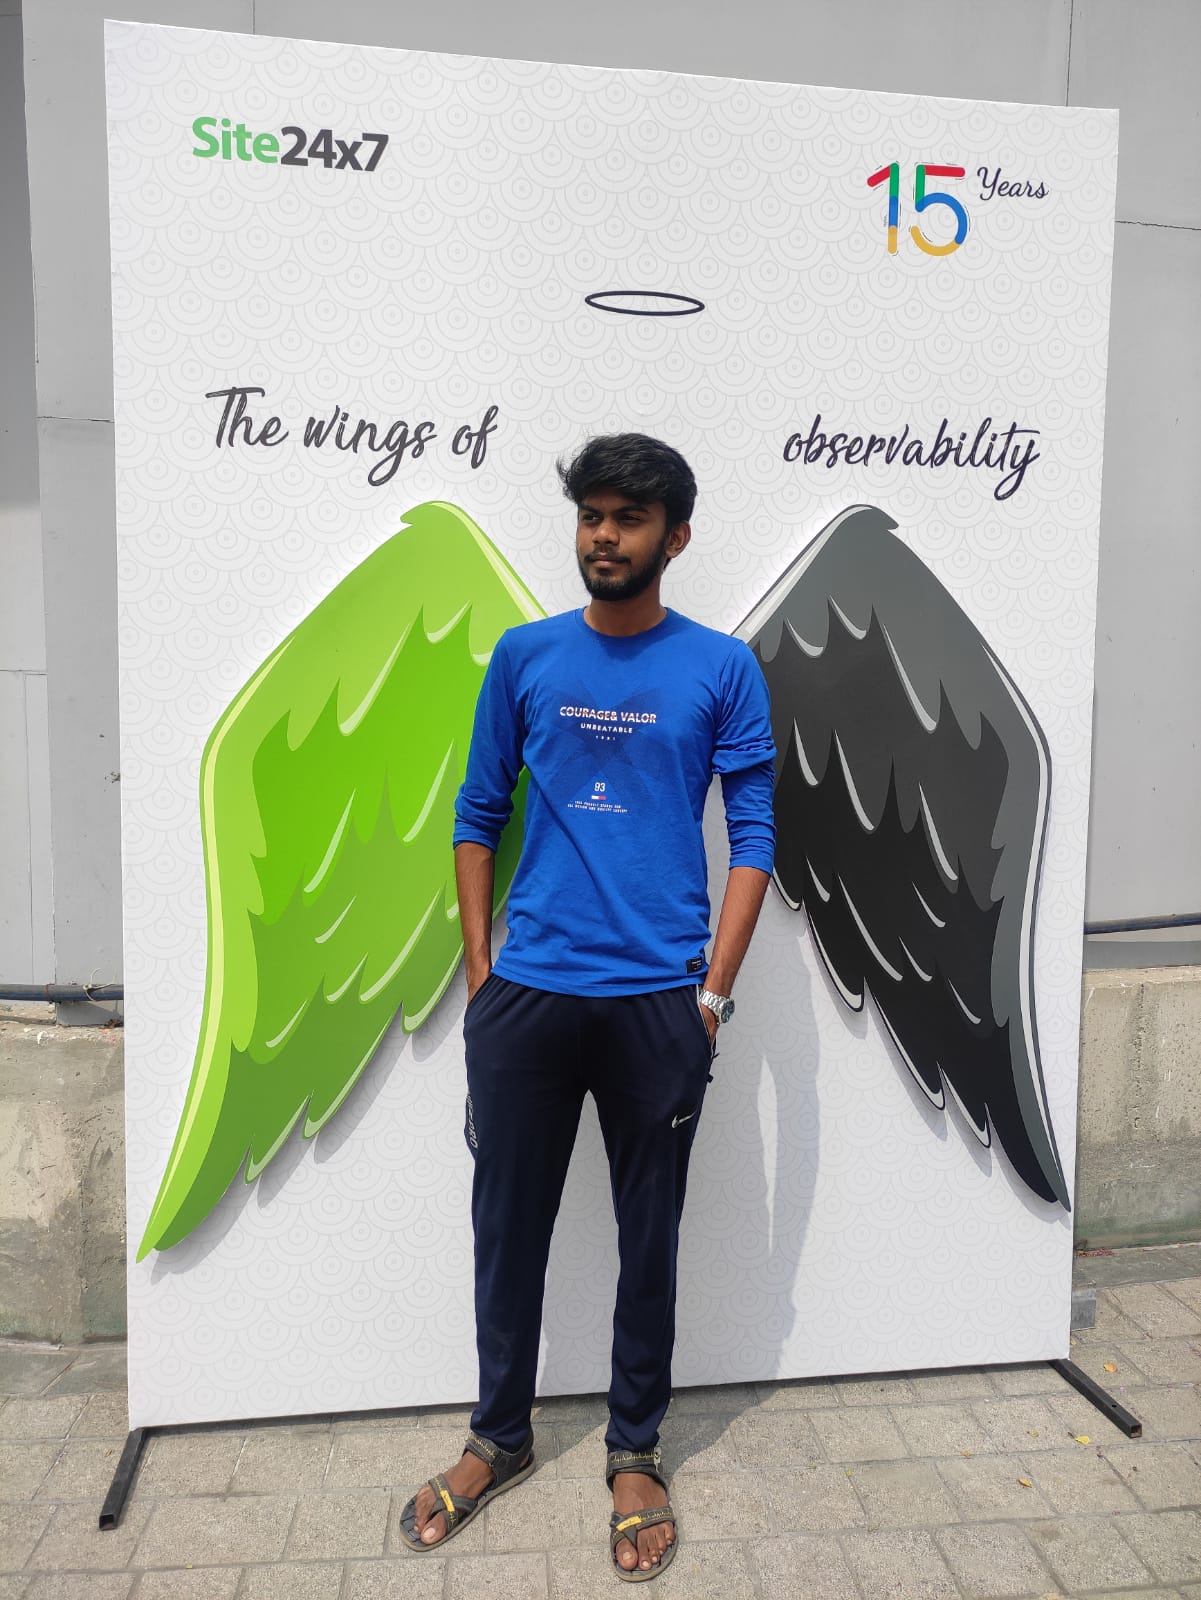 Site24x7
15 Years
The wings of observability
COURAGE& VALOR
UNBEATABLE
93